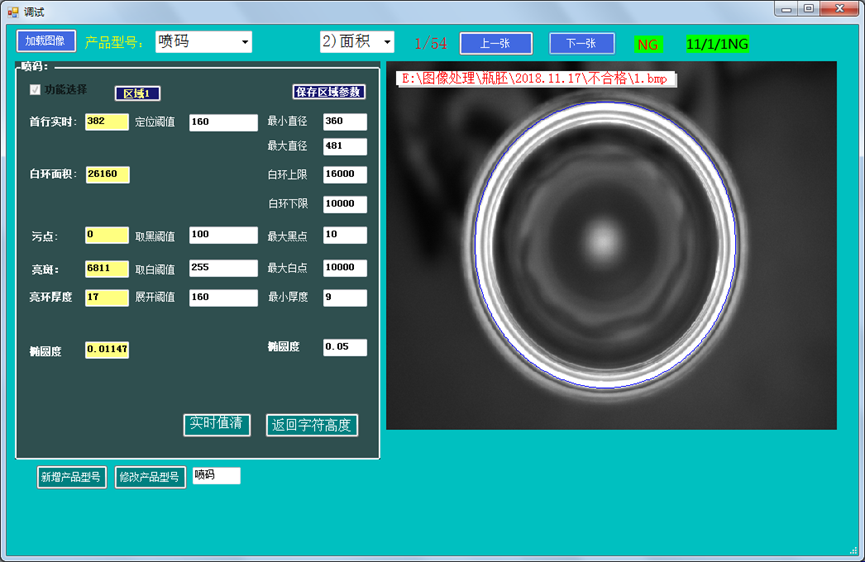 调试
加载图像 产品型号： 喷码 2)面积 1/54 上一张 下一张 NG 11/1/1NG
喷码：
功能选择 区域1 保存区域参数
E:\图像处理\瓶胚\2018.11.17\不合格\1.bmp
首行实时： 382 定位阈值 160 最小直径 360
最大直径 481
白环面积： 26160 白环上限 16000
白环下限 10000
污点： 0 取黑阈值 100 最大黑点 10
亮斑： 6811 取白阈值 255 最大白点 10000
亮环厚度 17 展开阈值 160 最小厚度 9
椭圆度 0.01147 椭圆度 0.05
实时值清 返回字符高度
新增产品型号 修改产品型号 喷码